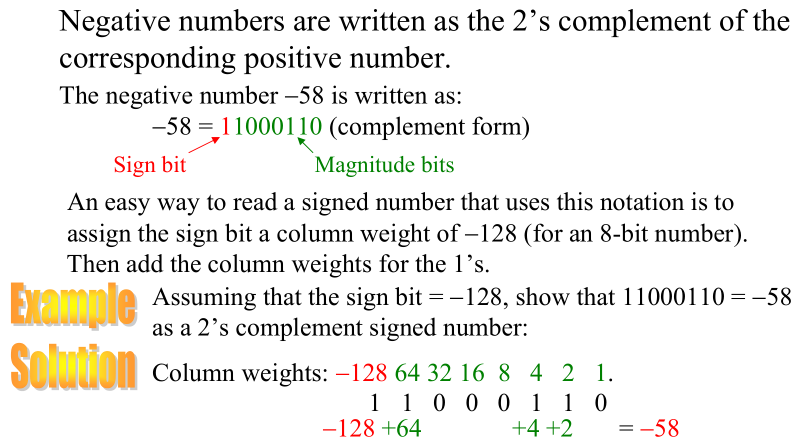 Negative numbers are written as the 2’s complement of the
corresponding positive number.
The negative number −58 is written as:
−58 = 11000110 (complement form)
Sign bit Magnitude bits
An easy way to read a signed number that uses this notation is to
assign the sign bit a column weight of −128 (for an 8-bit number).
Then add the column weights for the 1’s.
Example Assuming that the sign bit = −128, show that 11000110 = −58
as a 2’s complement signed number:
Solution Column weights: −128 64 32 16 8 4 2 1.
1 1 0 0 0 1 1 0
−128 +64 +4 +2 = −58